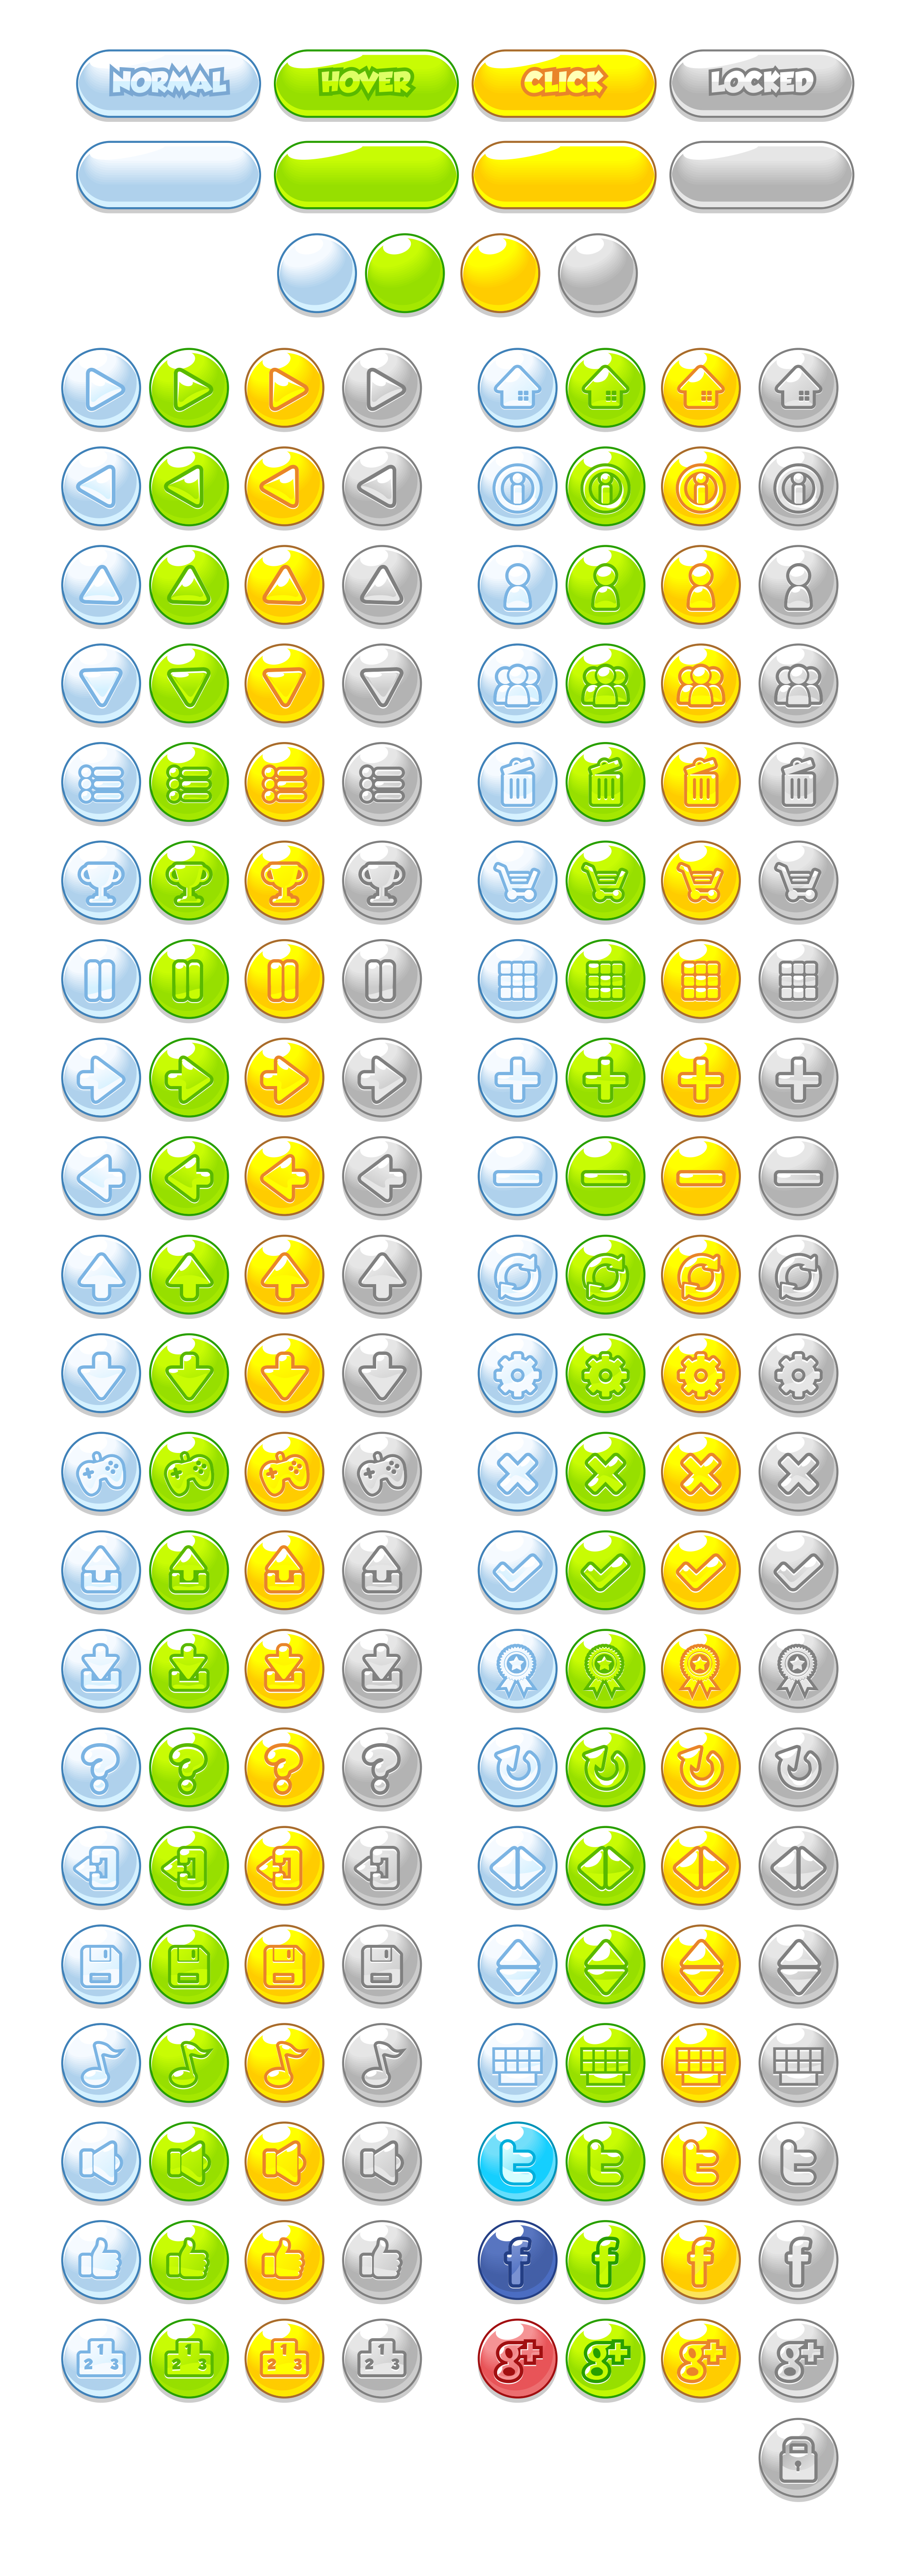 NORMAL HOVER CLICK LOCKED
i i i i
? ? ? ?
t t t t
f f f f
1 1 1 1
2 3 2 3 2 3 2 3
g+ g+ g+ g+